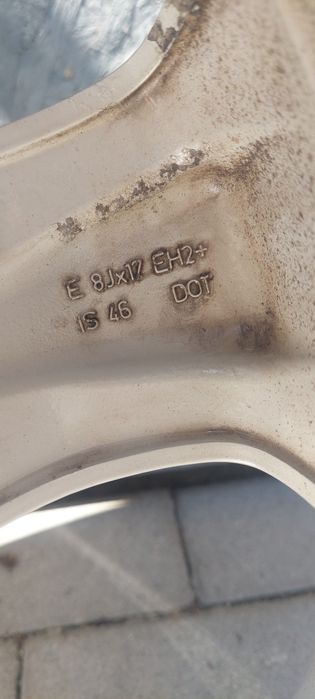 E 8Jx17 EH2+
IS 46 DOT